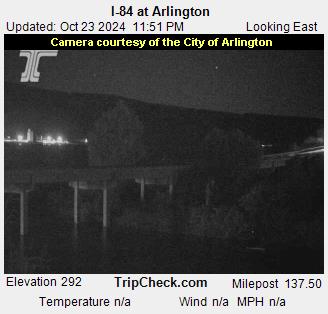 I-84 at Arlington
Updated: Oct 23 2024 11:51 PM Looking East
Camera courtesy of the City of Arlington
Elevation 292 TripCheck.com Milepost 137.50
Temperature n/a Wind n/a MPH n/a